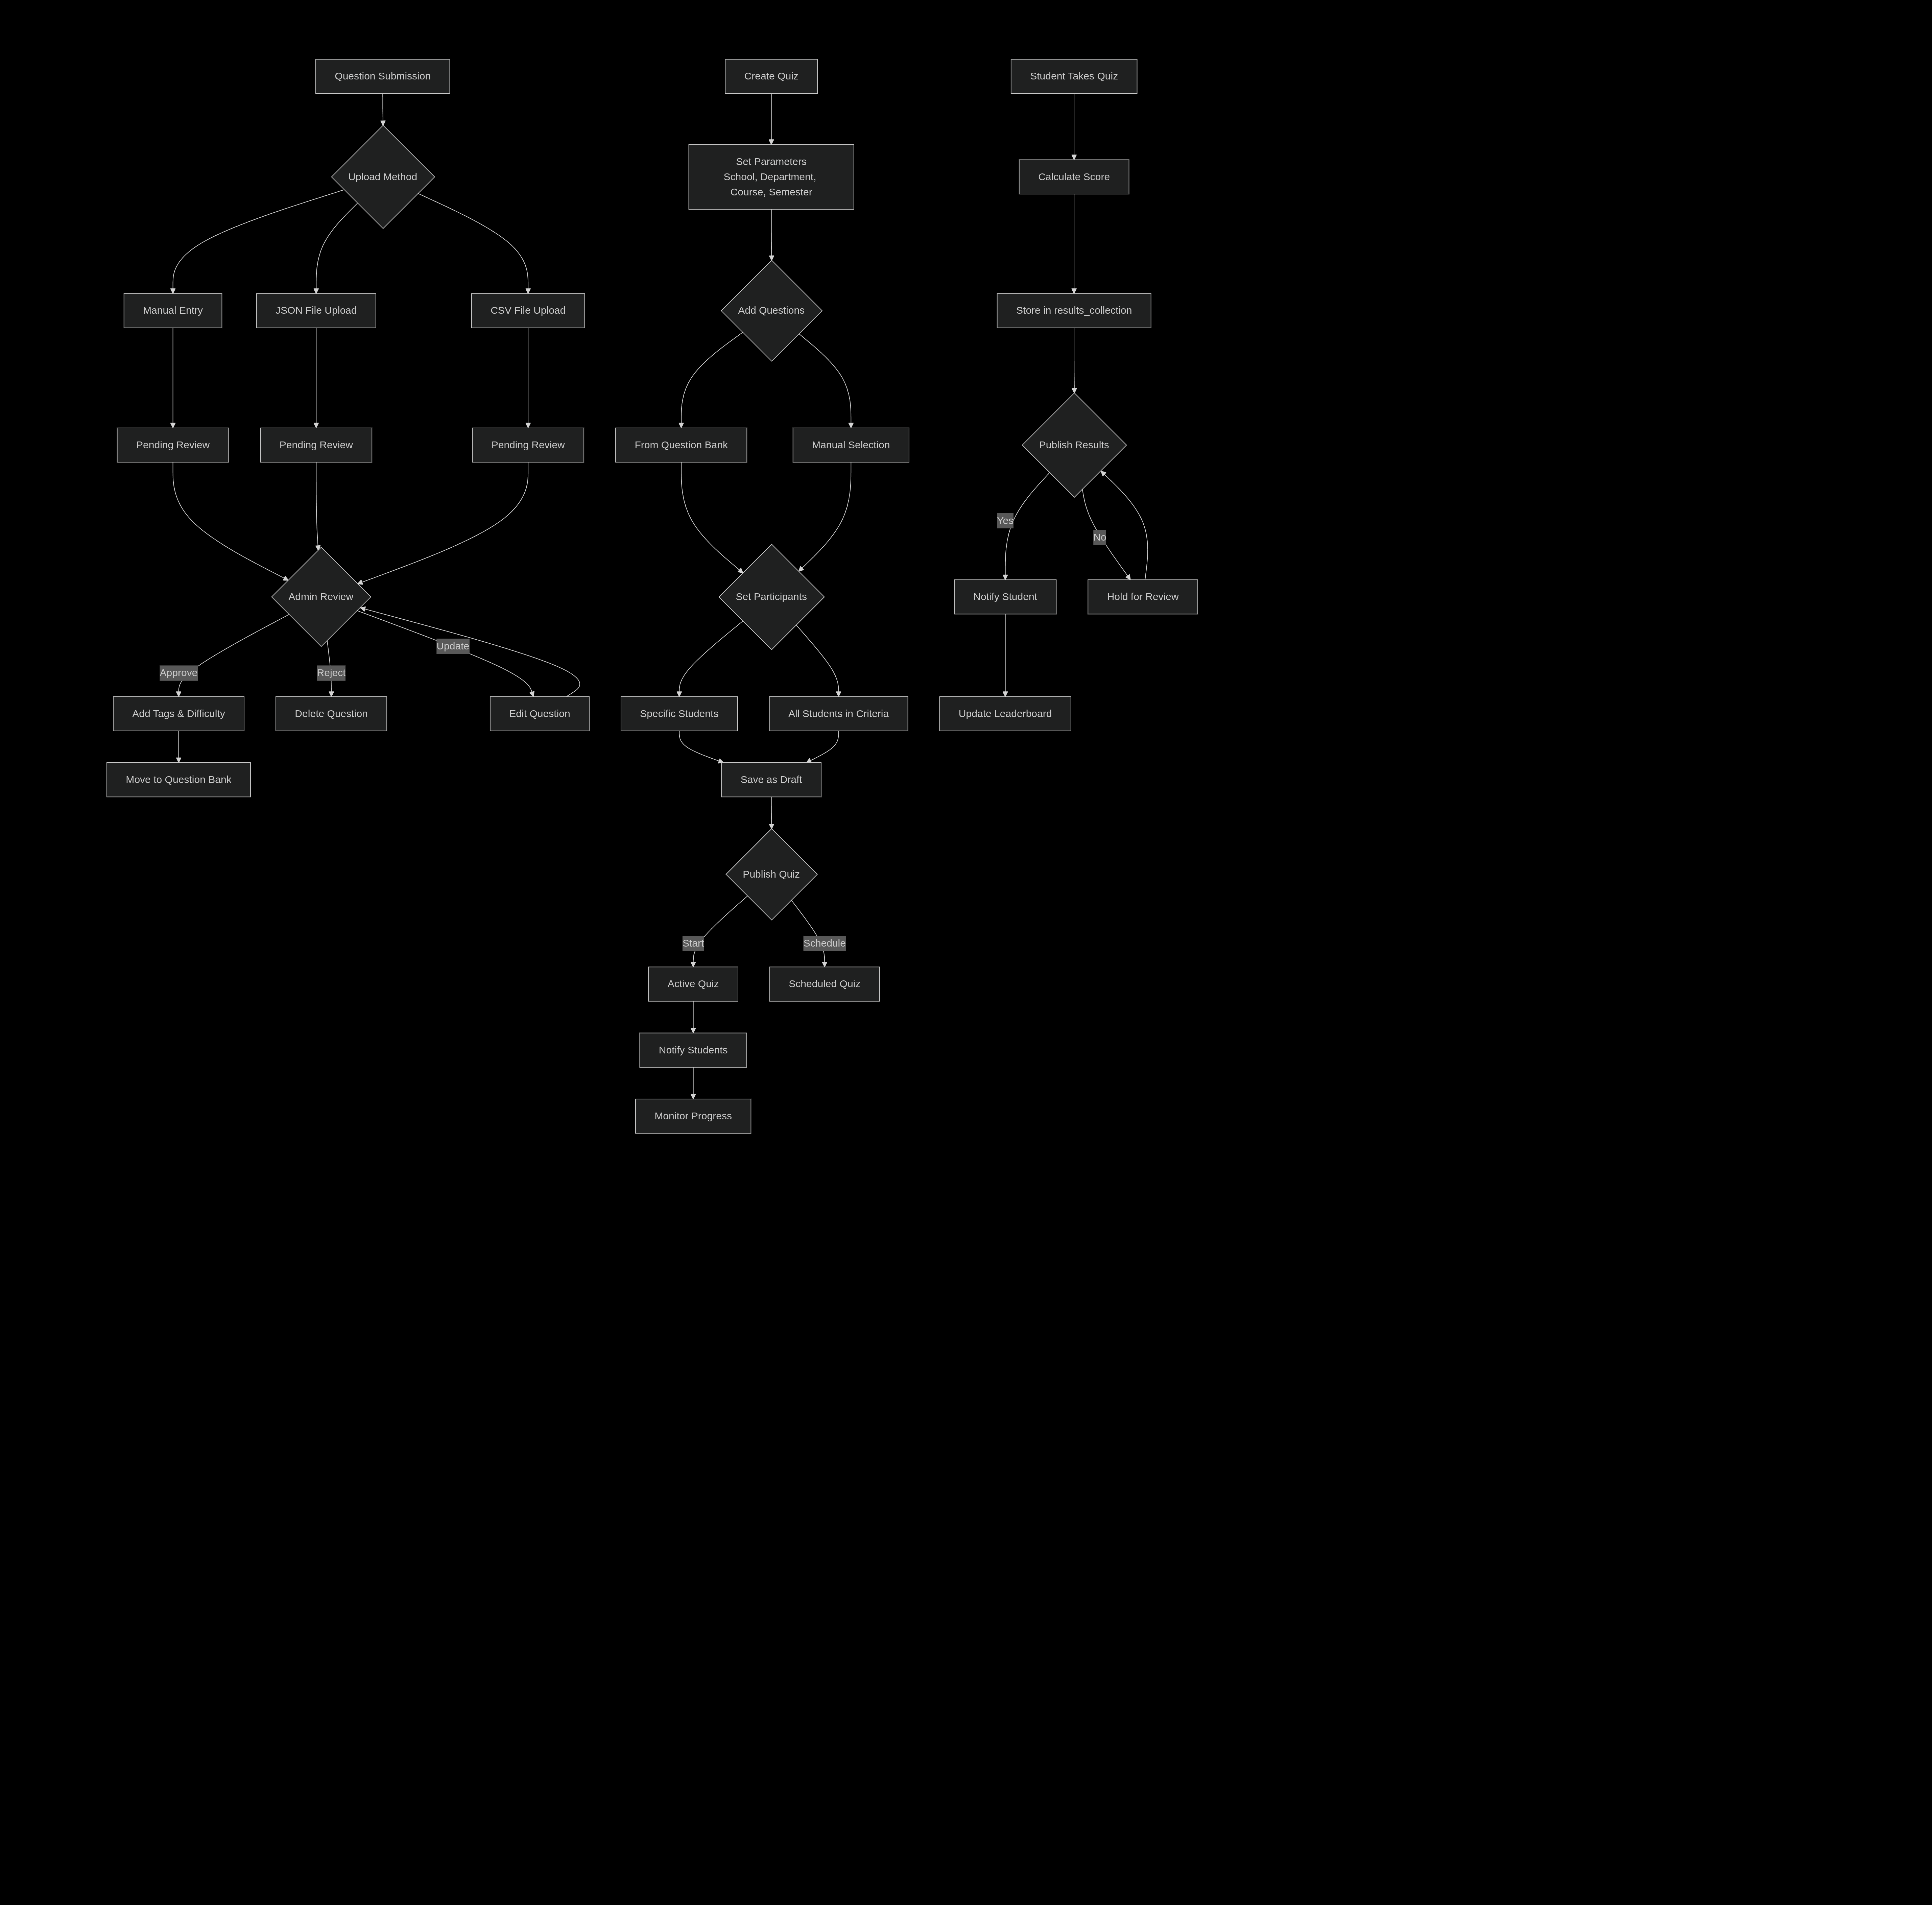 Question Submission
Create Quiz
Student Takes Quiz
Upload Method
Set Parameters
School, Department,
Course, Semester
Calculate Score
Manual Entry
JSON File Upload
CSV File Upload
Add Questions
Store in results_collection
Pending Review
Pending Review
Pending Review
From Question Bank
Manual Selection
Publish Results
Yes
No
Admin Review
Set Participants
Notify Student
Hold for Review
Update
Approve
Reject
Add Tags & Difficulty
Delete Question
Edit Question
Specific Students
All Students in Criteria
Update Leaderboard
Move to Question Bank
Save as Draft
Publish Quiz
Start
Schedule
Active Quiz
Scheduled Quiz
Notify Students
Monitor Progress